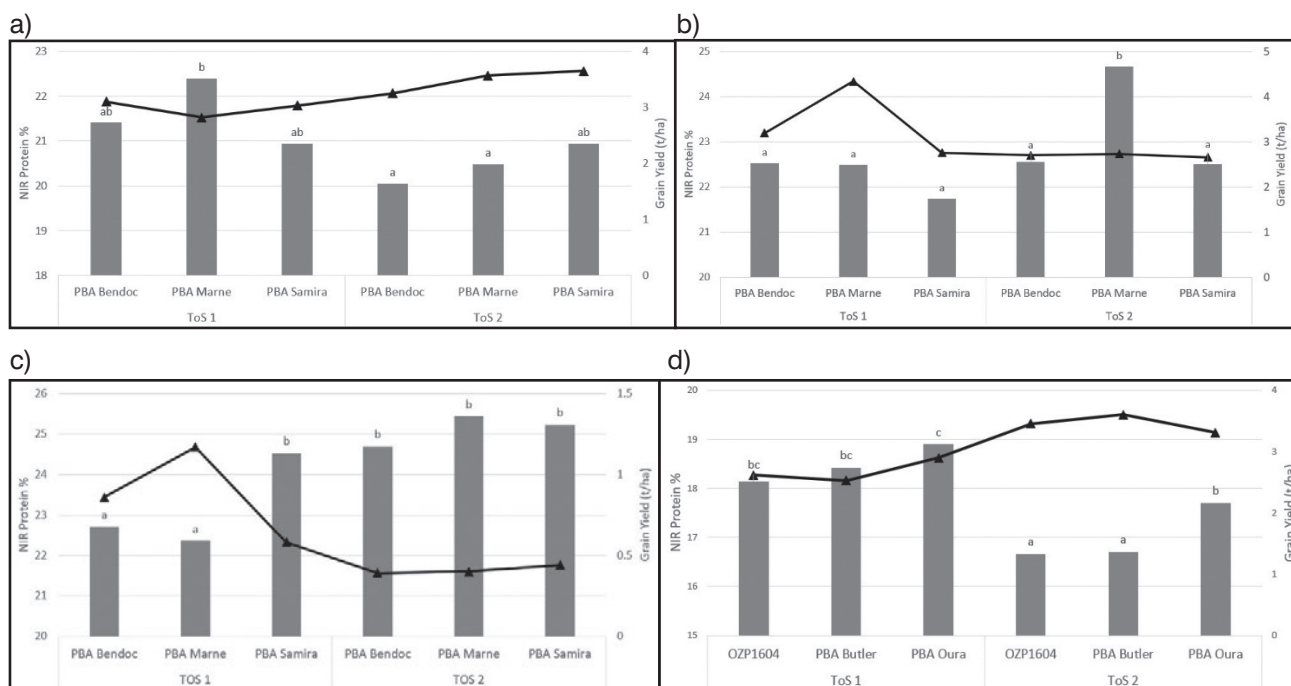 a)
23
22
21
20
19
18
NIR Protein %
4
3
2
1
0
Grain Yield (t/ha)
ab
b
ab
a
a
ab
PBA Bendoc PBA Marne PBA Samira PBA Bendoc PBA Marne PBA Samira
ToS 1 ToS 2
b)
25
24
23
22
21
20
NIR Protein %
5
4
3
2
1
0
Grain Yield (t/ha)
a
a
a
a
b
a
PBA Bendoc PBA Marne PBA Samira PBA Bendoc PBA Marne PBA Samira
ToS 1 ToS 2
c)
26
25
24
23
22
21
20
NIR Protein %
1.5
1
0.5
0
Grain Yield (t/ha)
a
a
b
b
b
b
PBA Bendoc PBA Marne PBA Samira PBA Bendoc PBA Marne PBA Samira
TOS 1 TOS 2
d)
20
19
18
17
16
15
NIR Protein %
4
3
2
1
0
Grain Yield (t/ha)
bc
bc
c
a
a
b
OZP1604 PBA Butler PBA Oura OZP1604 PBA Butler PBA Oura
ToS 1 ToS 2